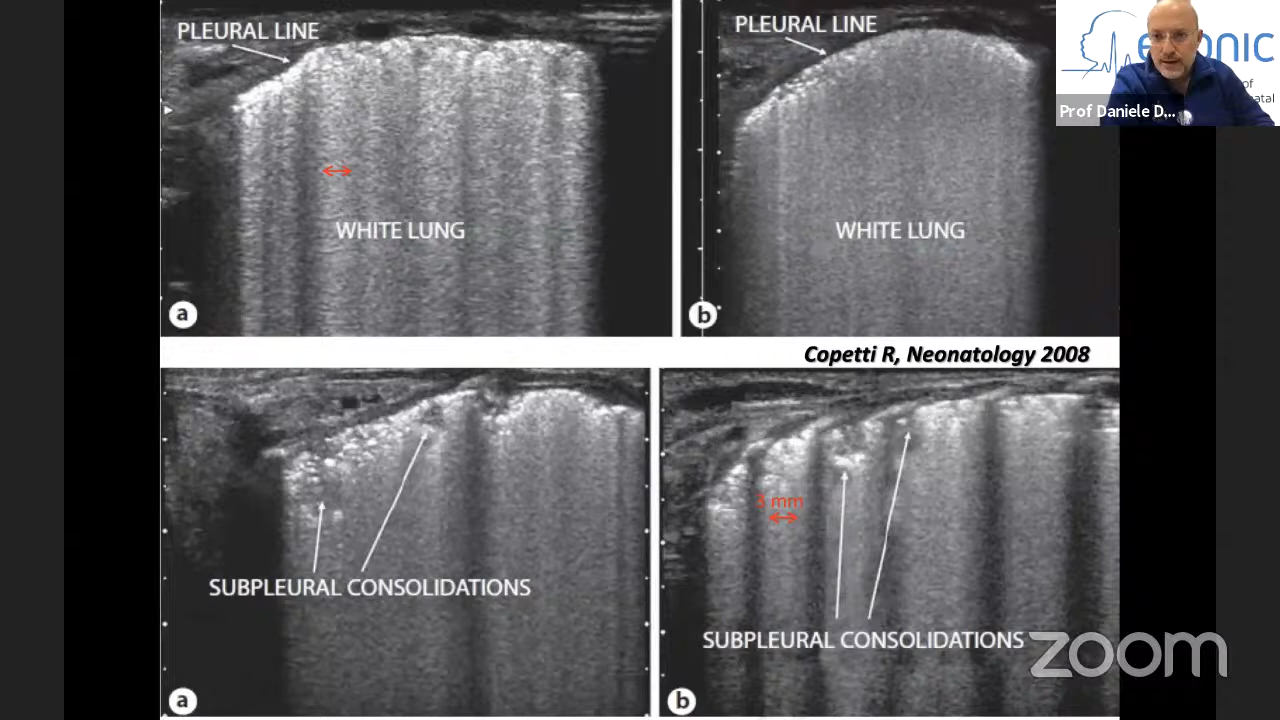 PLEURAL LINE
WHITE LUNG
a
PLEURAL LINE
WHITE LUNG
b
Copetti R, Neonatology 2008
SUBPLEURAL CONSOLIDATIONS
a
3 mm
SUBPLEURAL CONSOLIDATIONS
b
Prof Daniele D...
of
zoom